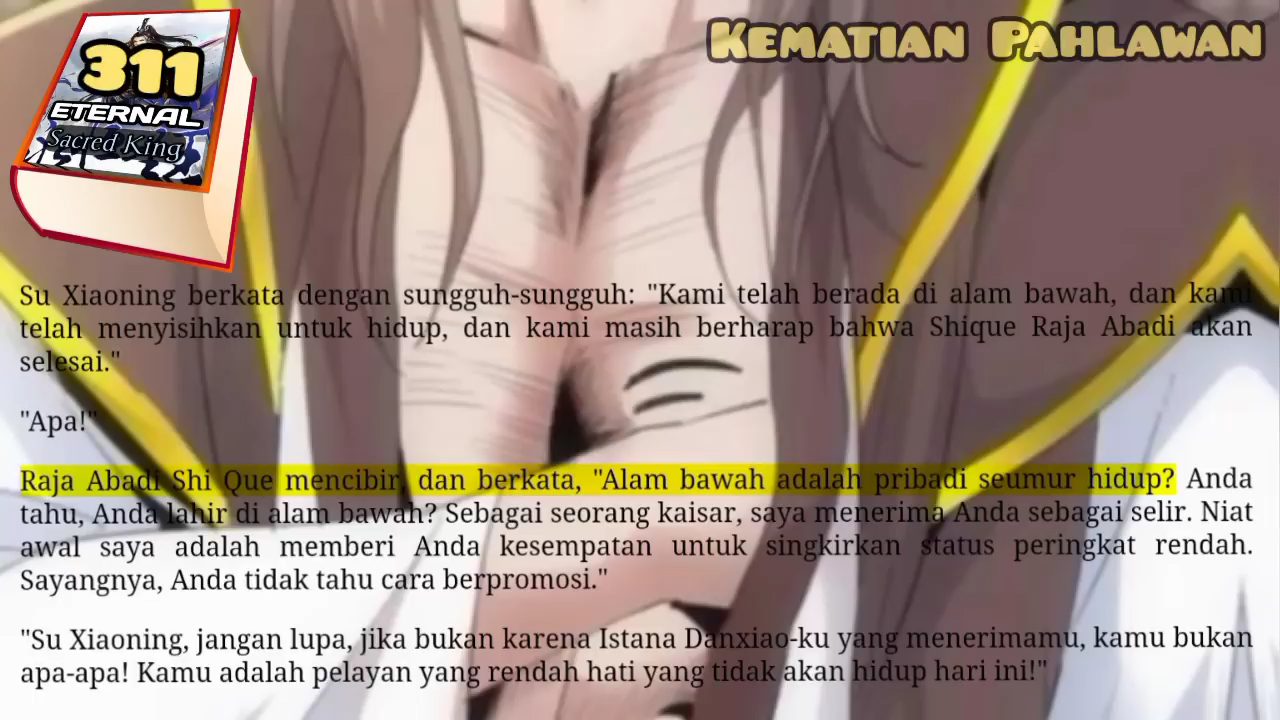 311
ETERNAL
Sacred King
KEMATIAN PAHLAWAN
Su Xiaoning berkata dengan sungguh-sungguh: "Kami telah berada di alam bawah, dan kami
telah menyisihkan untuk hidup, dan kami masih berharap bahwa Shique Raja Abadi akan
selesai."
"Apa!"
Raja Abadi Shi Que mencibir, dan berkata, "Alam bawah adalah pribadi seumur hidup? Anda
tahu, Anda lahir di alam bawah? Sebagai seorang kaisar, saya menerima Anda sebagai selir. Niat
awal saya adalah memberi Anda kesempatan untuk singkirkan status peringkat rendah.
Sayangnya, Anda tidak tahu cara berpromosi."
"Su Xiaoning, jangan lupa, jika bukan karena Istana Danxiao-ku yang menerimamu, kamu bukan
apa-apa! Kamu adalah pelayan yang rendah hati yang tidak akan hidup hari ini!"